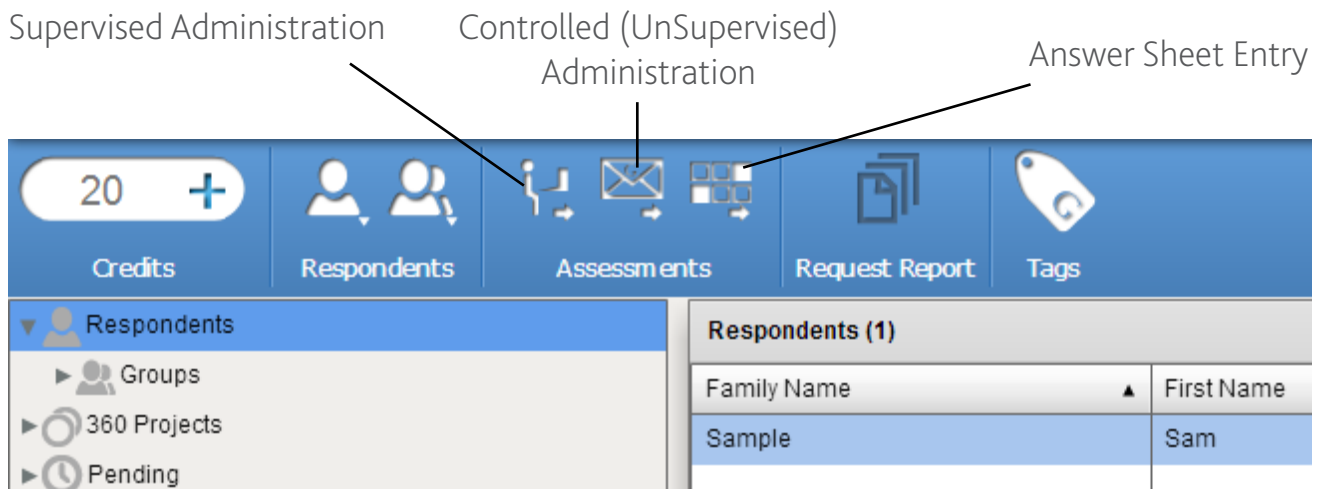 Supervised Administration
Controlled (UnSupervised)
Administration
Answer Sheet Entry
20
Credits
Respondents
Assessments
Request Report
Tags
Respondents
Groups
360 Projects
Pending
Respondents (1)
Family Name
First Name
Sample
Sam